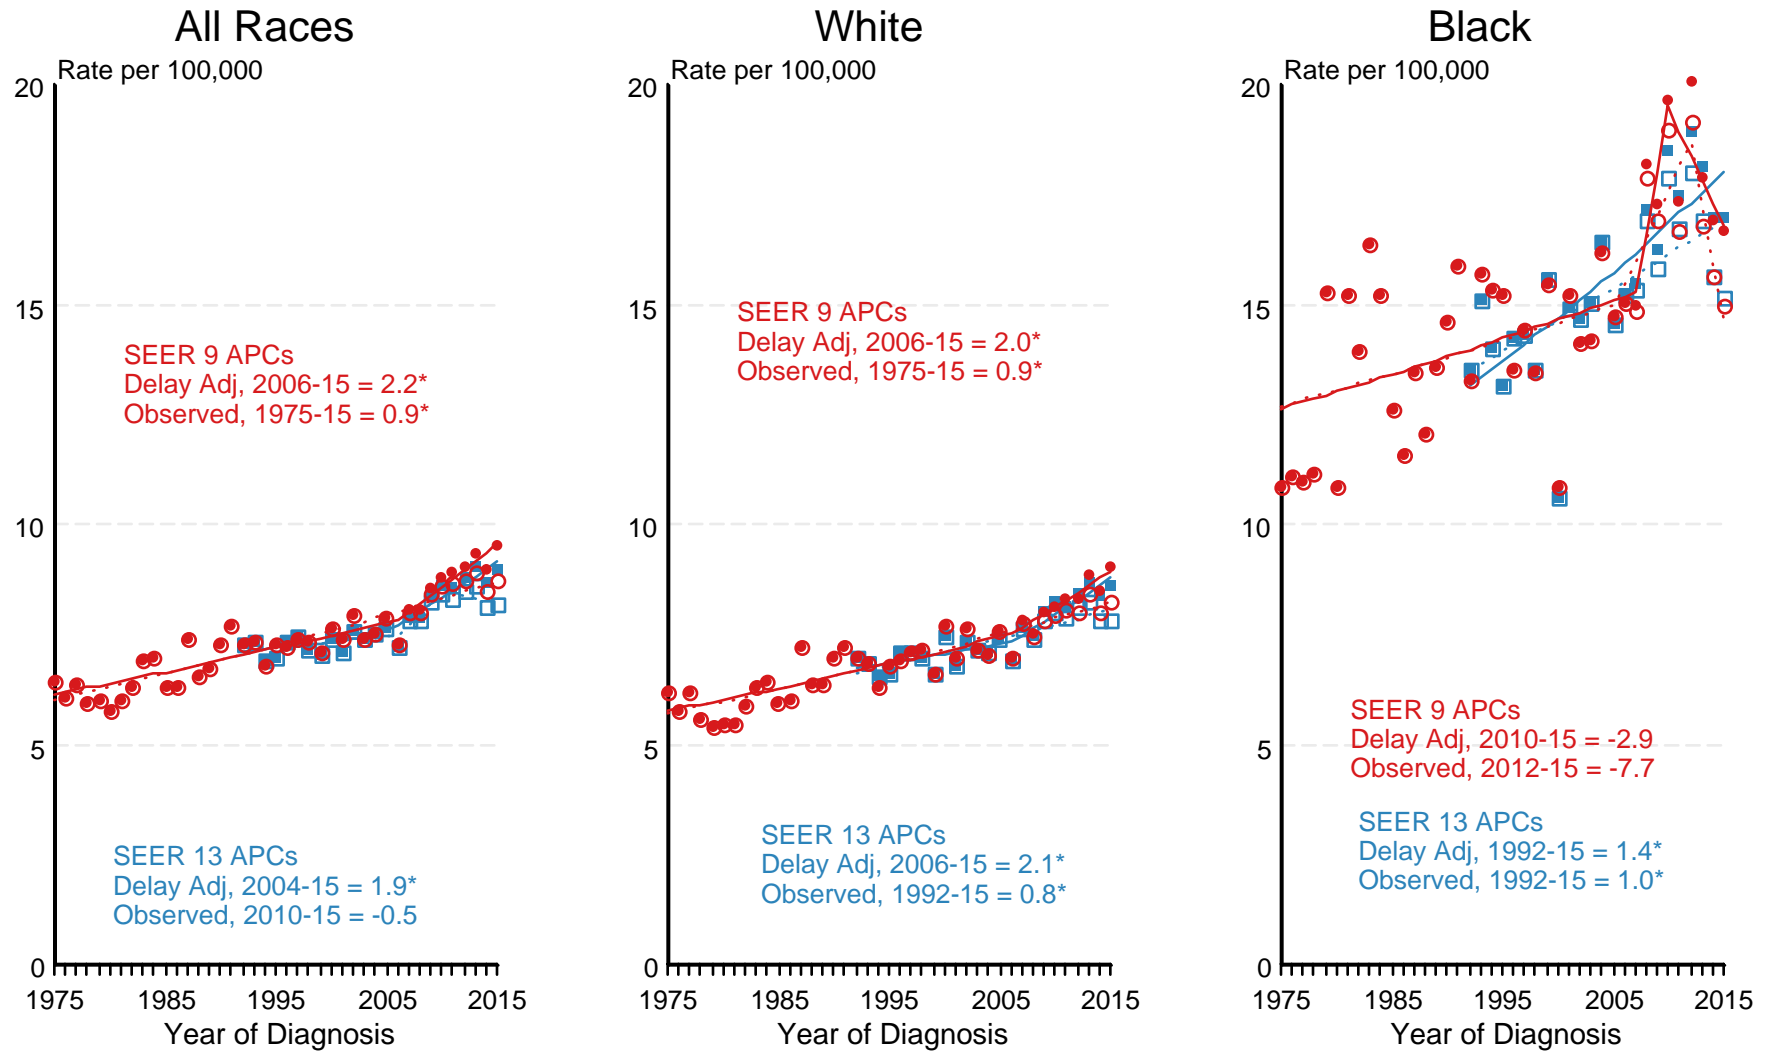 All Races
Rate per 100,000
20
15
10
5
0
SEER 9 APCs
Delay Adj, 2006-15 = 2.2*
Observed, 1975-15 = 0.9*
SEER 13 APCs
Delay Adj, 2004-15 = 1.9*
Observed, 2010-15 = -0.5
1975 1985 1995 2005 2015
Year of Diagnosis
White
Rate per 100,000
20
15
10
5
0
SEER 9 APCs
Delay Adj, 2006-15 = 2.0*
Observed, 1975-15 = 0.9*
SEER 13 APCs
Delay Adj, 2006-15 = 2.1*
Observed, 1992-15 = 0.8*
1975 1985 1995 2005 2015
Year of Diagnosis
Black
Rate per 100,000
20
15
10
5
0
SEER 9 APCs
Delay Adj, 2010-15 = -2.9
Observed, 2012-15 = -7.7
SEER 13 APCs
Delay Adj, 1992-15 = 1.4*
Observed, 1992-15 = 1.0*
1975 1985 1995 2005 2015
Year of Diagnosis